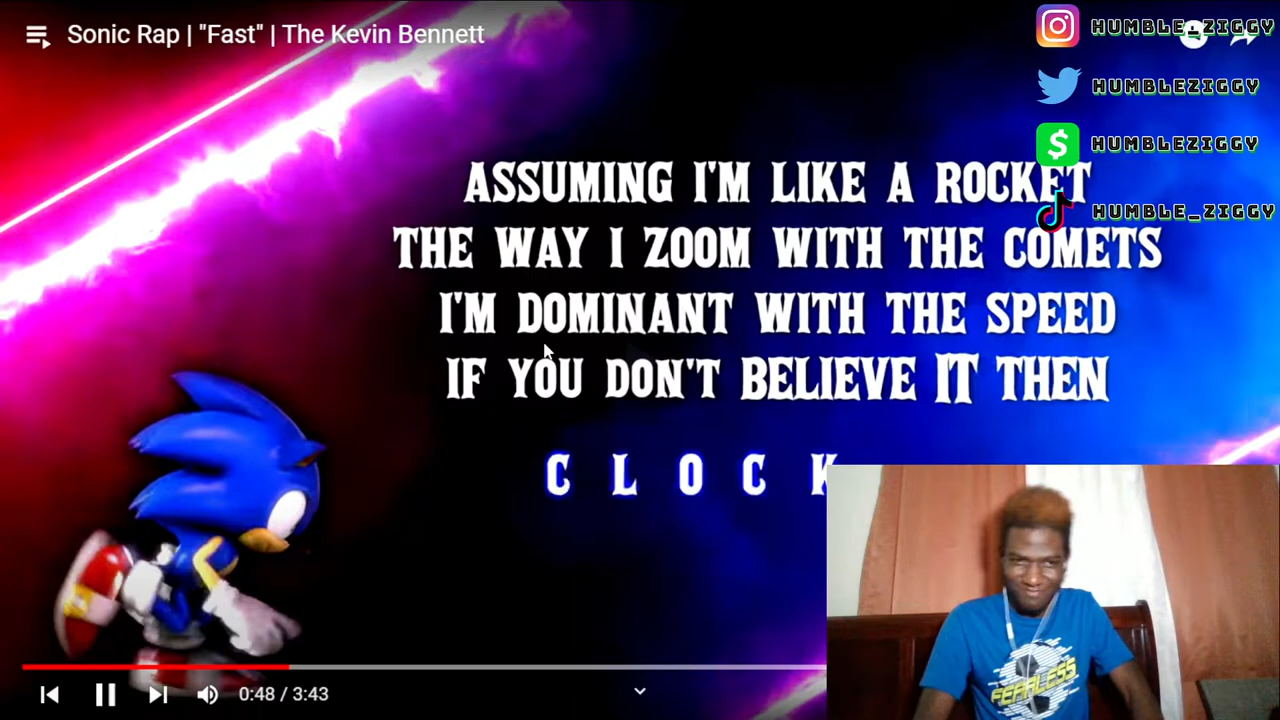 Sonic Rap | "Fast" | The Kevin Bennett
HUMBLE_ZIGGY
HUMBLEZIGGY
HUMBLEZIGGY
HUMBLE_ZIGGY
ASSUMING I'M LIKE A ROCKET
THE WAY I ZOOM WITH THE COMETS
I'M DOMINANT WITH THE SPEED
IF YOU DON'T BELIEVE IT THEN
CLOCK
FEARLESS
0:48 / 3:43